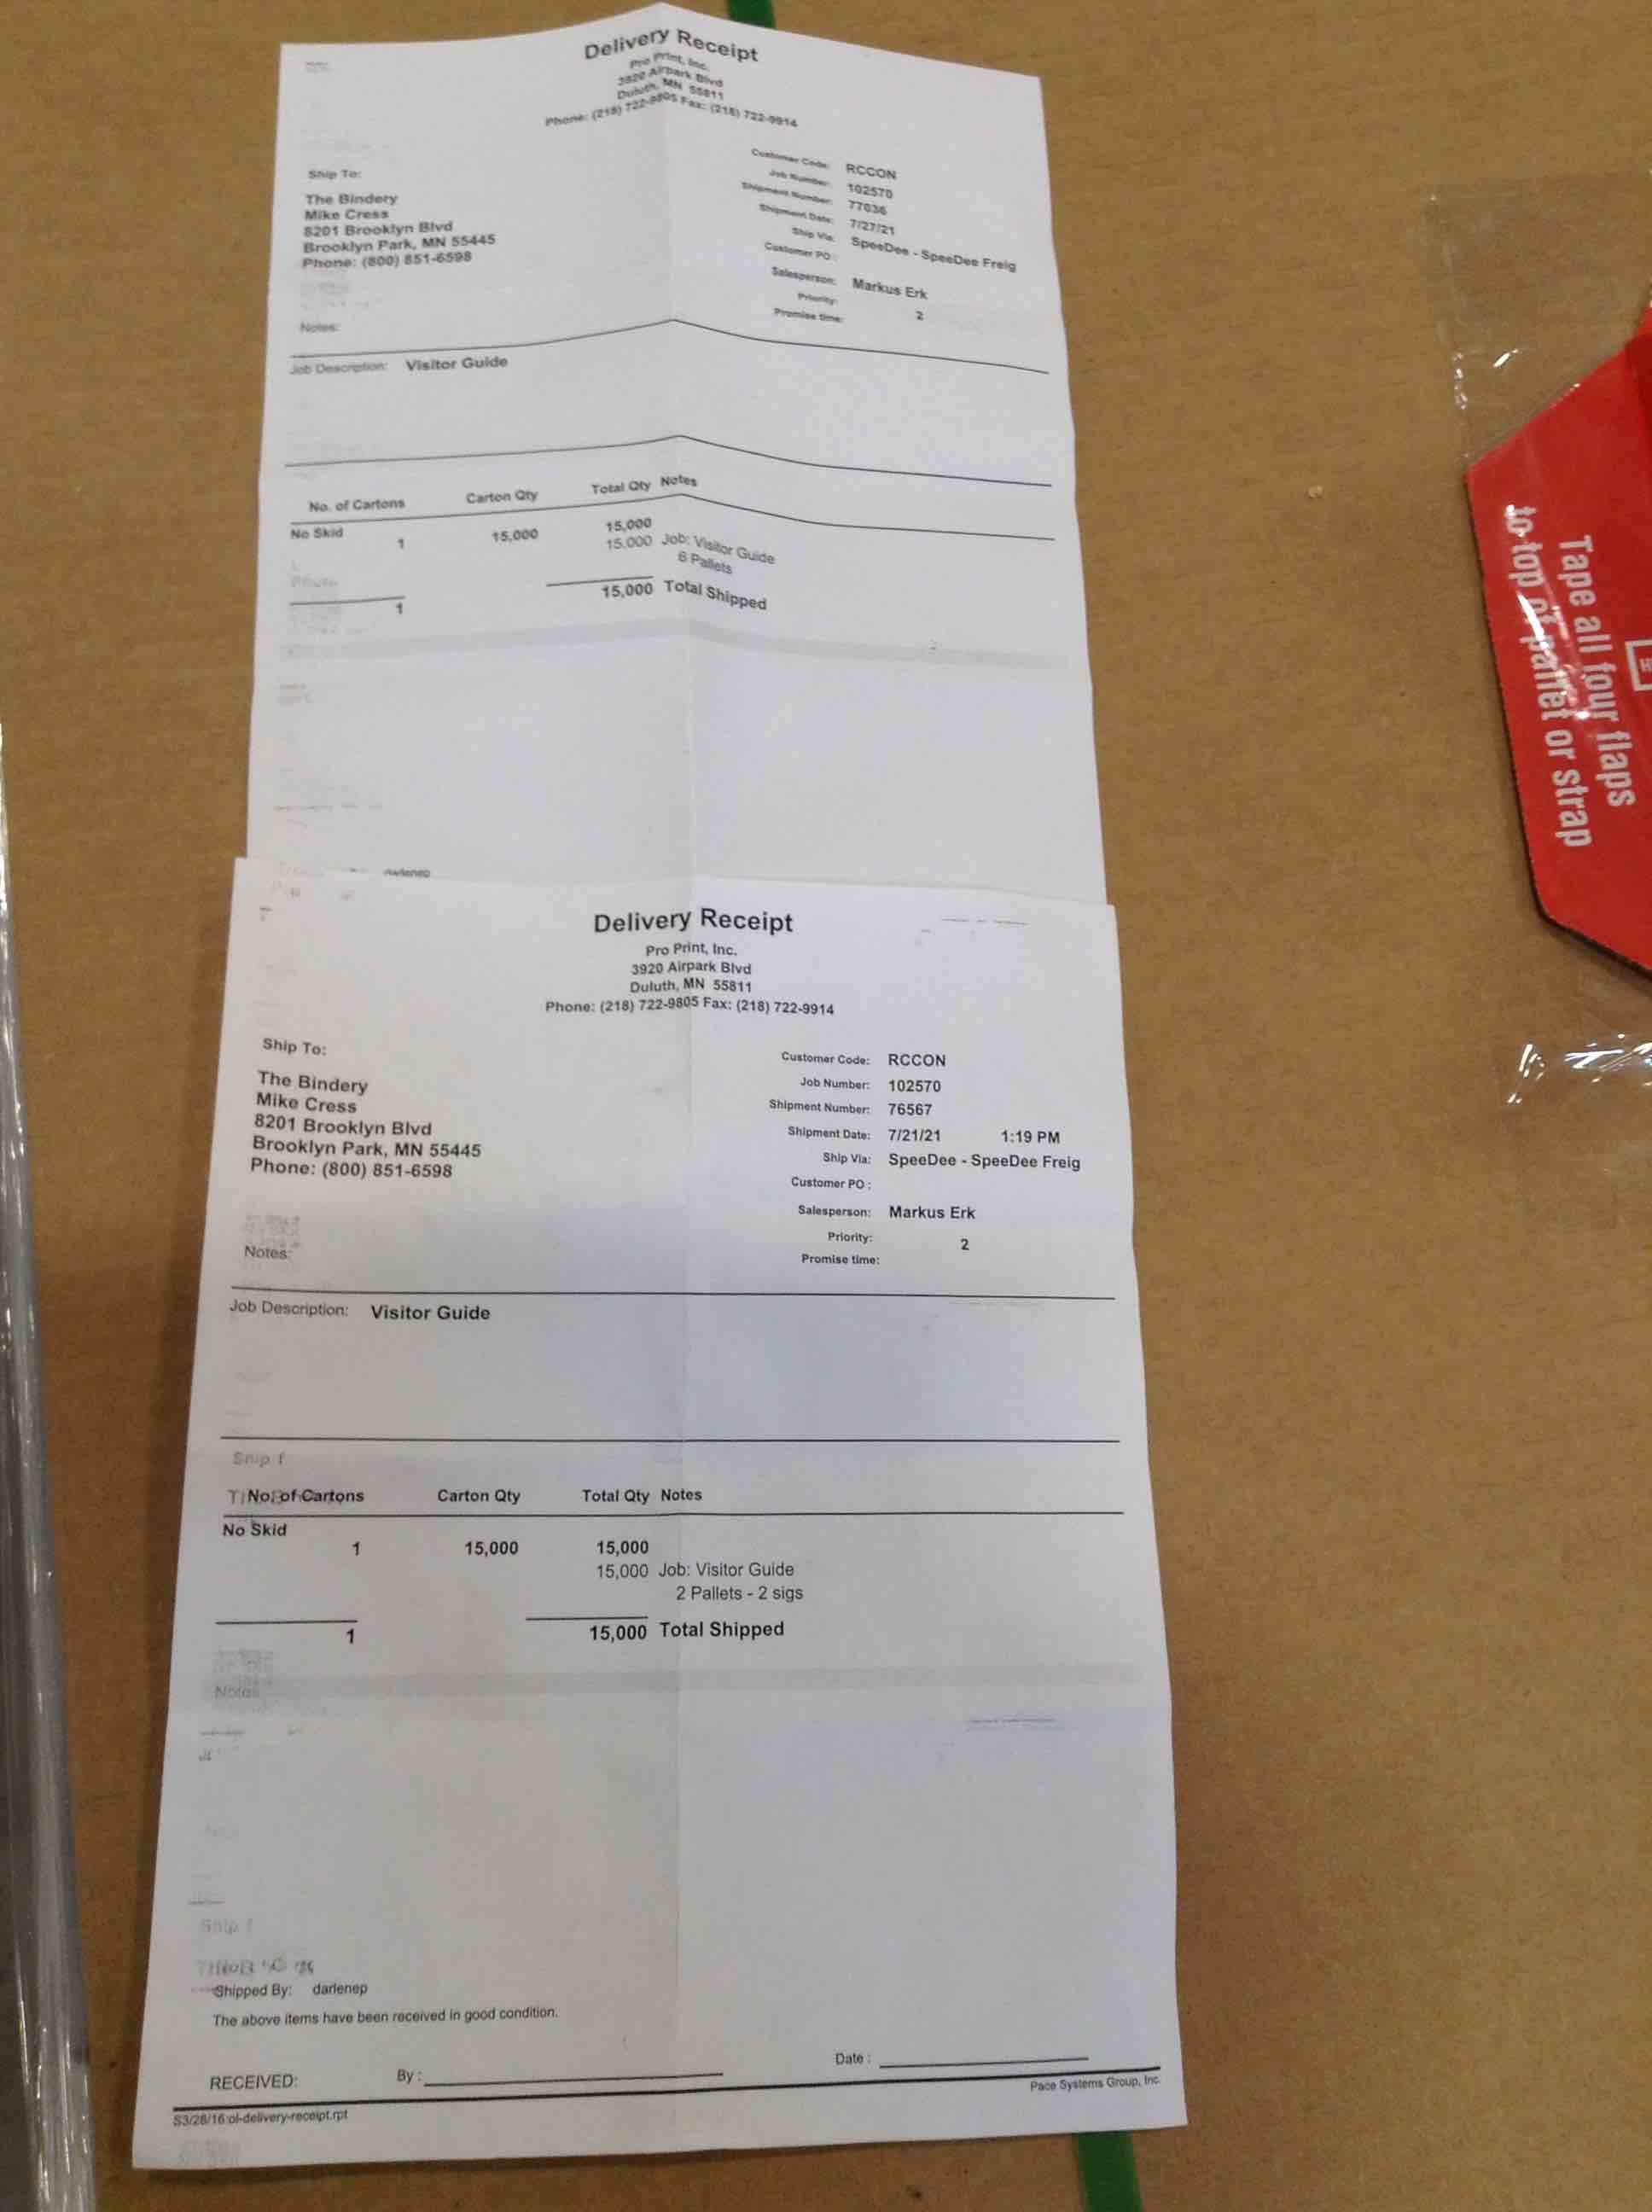 Delivery Receipt
Pro Print, Inc.
3920 Airpark Blvd
Duluth, MN 55811
Phone: (218) 722-9805 Fax: (218) 722-9914
Ship To:
The Bindery
Mike Cress
8201 Brooklyn Blvd
Brooklyn Park, MN 55445
Phone: (800) 851-6598
Notes:
Customer Code: RCCON
Job Number: 102570
Shipment Number: 77036
Shipment Date: 7/27/21
Ship Via: SpeeDee - SpeeDee Freig
Customer PO :
Salesperson: Markus Erk
Priority: 2
Promise time:
Job Description: Visitor Guide
No. of Cartons Carton Qty Total Qty Notes
No Skid
1 15,000 15,000
15,000 Job: Visitor Guide
6 Pallets
1 15,000 Total Shipped
darlenep
Delivery Receipt
Pro Print, Inc.
3920 Airpark Blvd
Duluth, MN 55811
Phone: (218) 722-9805 Fax: (218) 722-9914
Ship To:
The Bindery
Mike Cress
8201 Brooklyn Blvd
Brooklyn Park, MN 55445
Phone: (800) 851-6598
Notes:
Customer Code: RCCON
Job Number: 102570
Shipment Number: 76567
Shipment Date: 7/21/21 1:19 PM
Ship Via: SpeeDee - SpeeDee Freig
Customer PO :
Salesperson: Markus Erk
Priority: 2
Promise time:
Job Description: Visitor Guide
No. of Cartons Carton Qty Total Qty Notes
No Skid
1 15,000 15,000
15,000 Job: Visitor Guide
2 Pallets - 2 sigs
1 15,000 Total Shipped
Notes
Shipped By: darlenep
The above items have been received in good condition.
RECEIVED: By : Date :
Pace Systems Group, Inc
S3/28/16:ol-delivery-receipt.rpt
Tape all four flaps
to top of pallet or strap